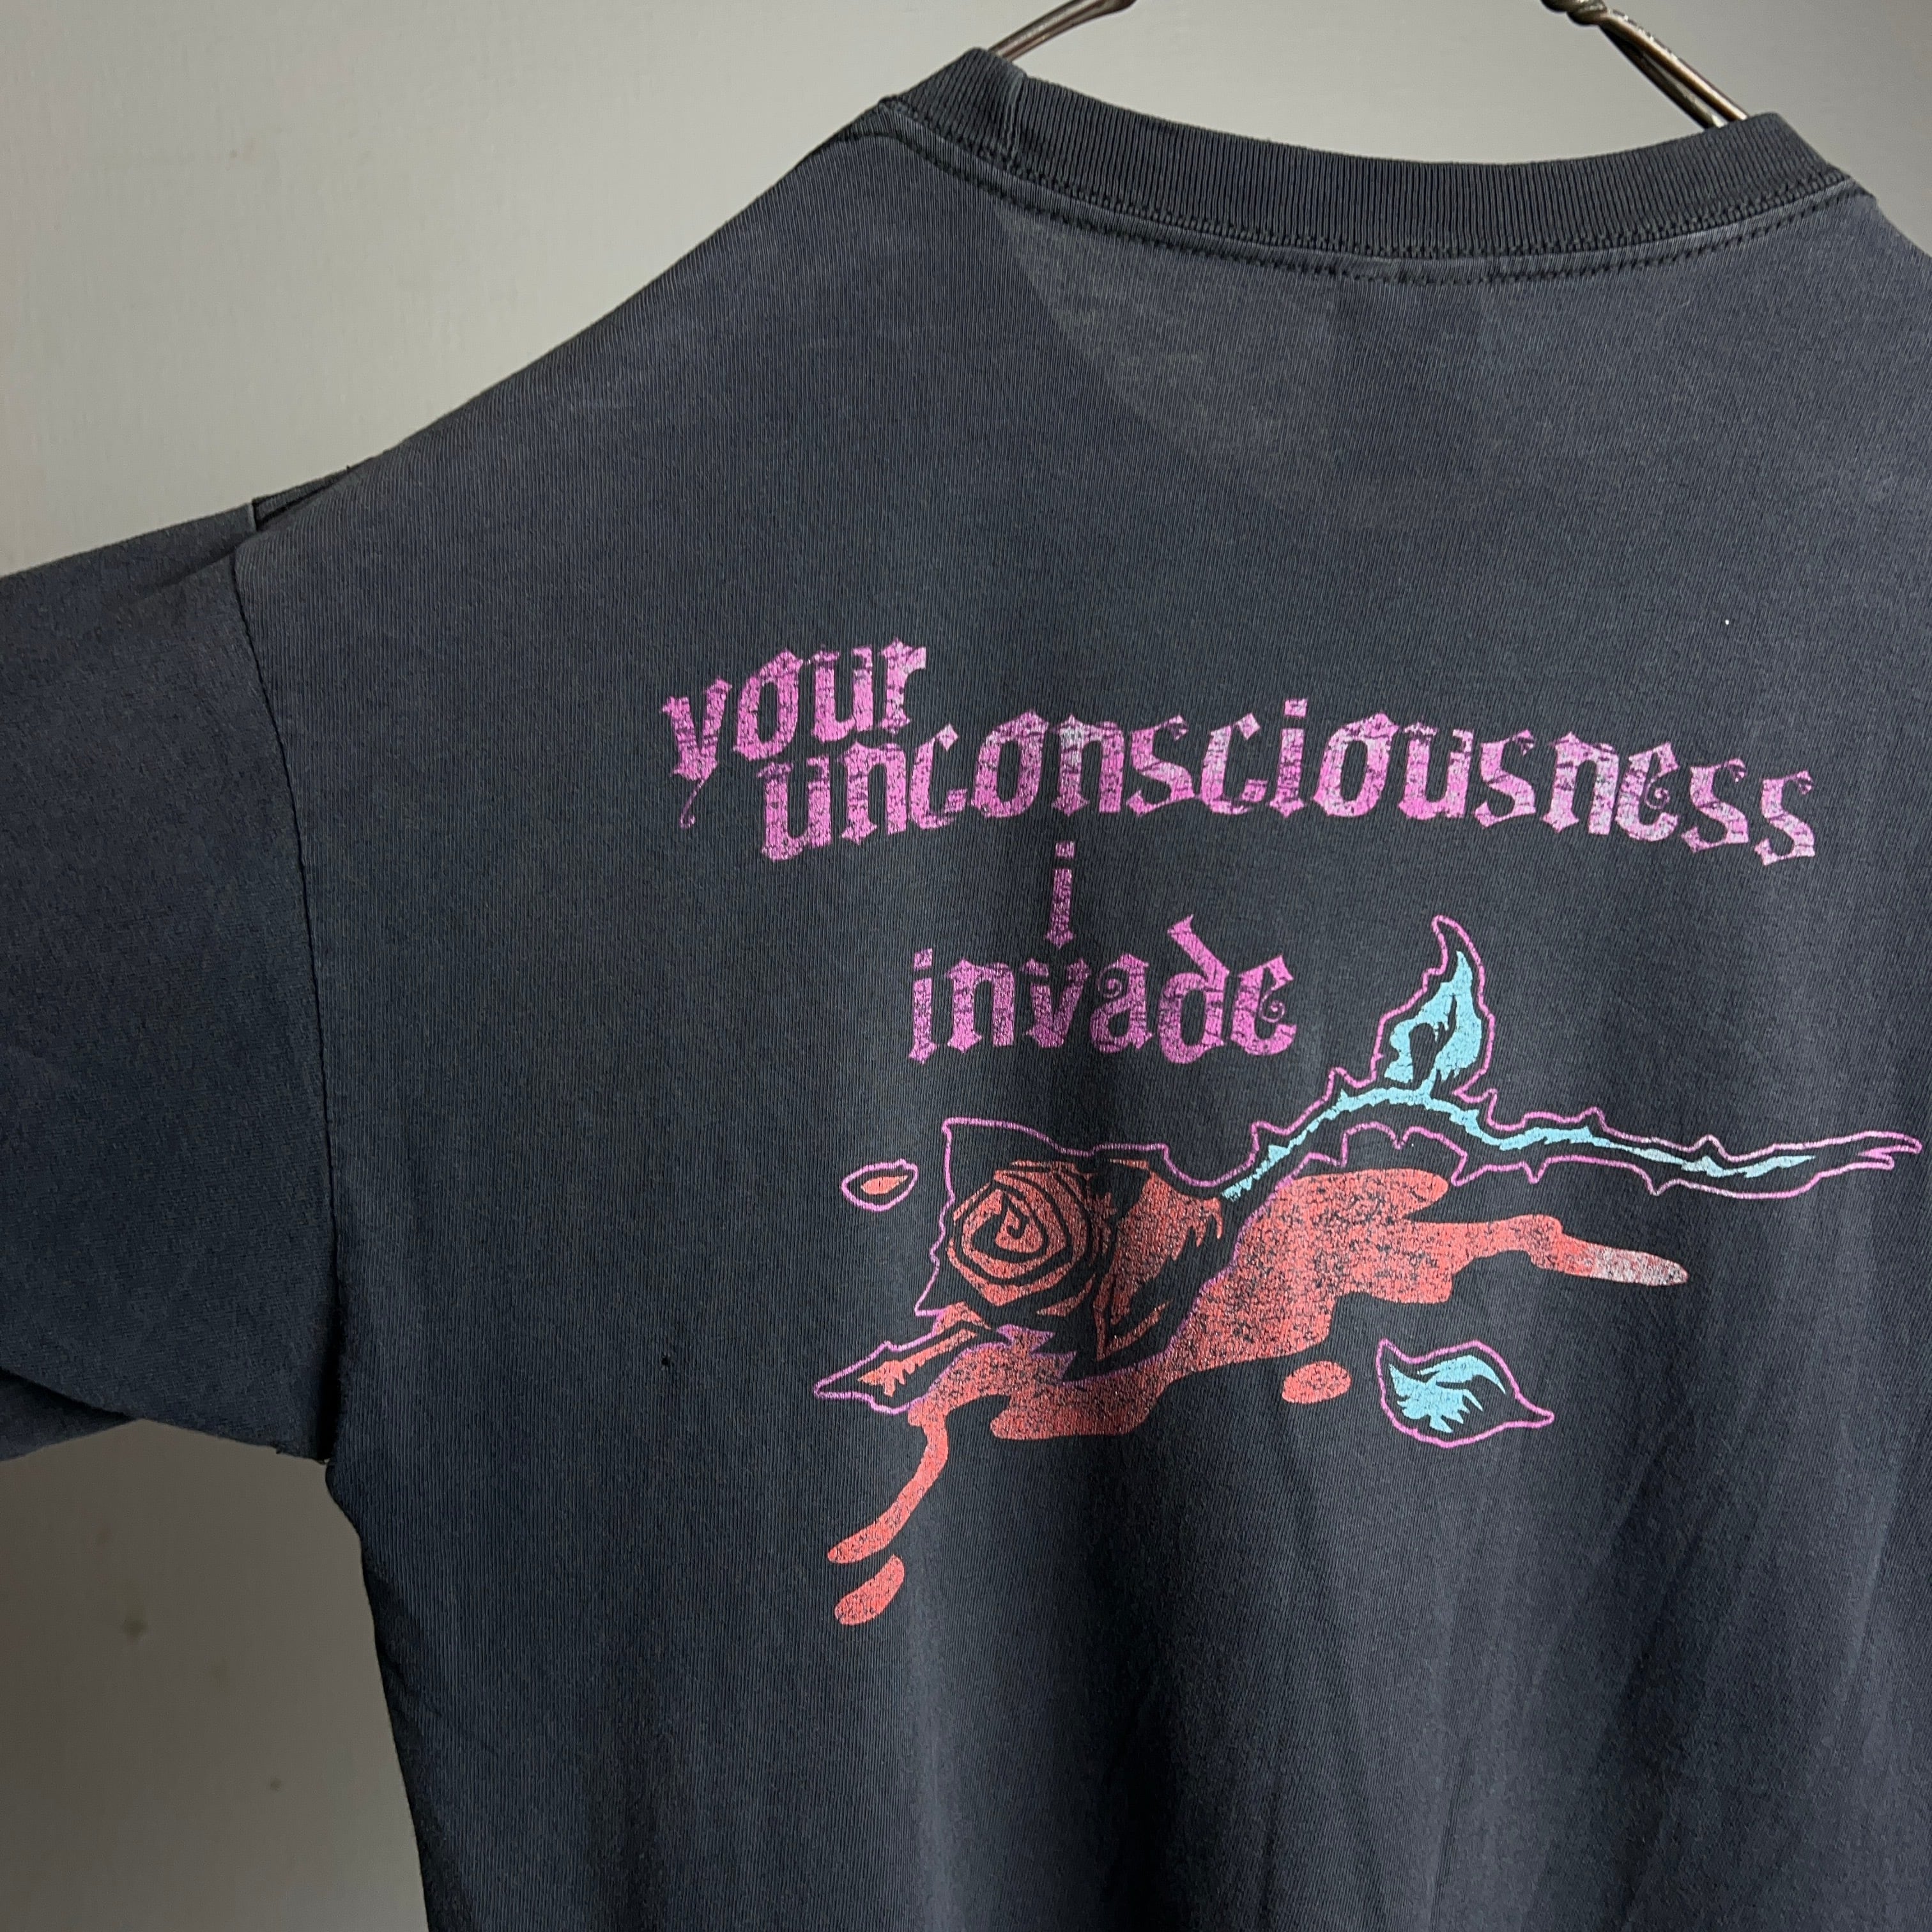 your
unconsciousness
i
invade